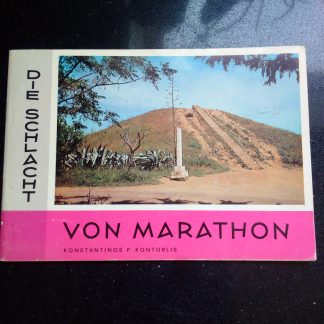 DIE SCHLACHT
VON MARATHON
KONSTANTINOS P. KONTORLIS